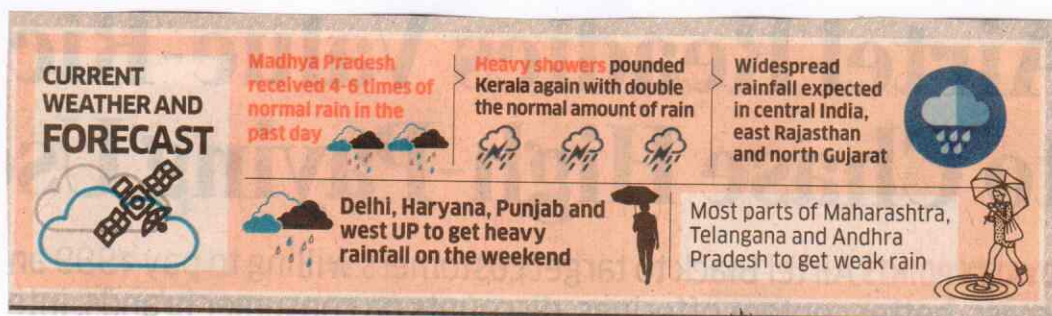 CURRENT
WEATHER AND
FORECAST
Madhya Pradesh
received 4-6 times of
normal rain in the
past day
Heavy showers pounded
Kerala again with double
the normal amount of rain
Widespread
rainfall expected
in central India,
east Rajasthan
and north Gujarat
Delhi, Haryana, Punjab and
west UP to get heavy
rainfall on the weekend
Most parts of Maharashtra,
Telangana and Andhra
Pradesh to get weak rain